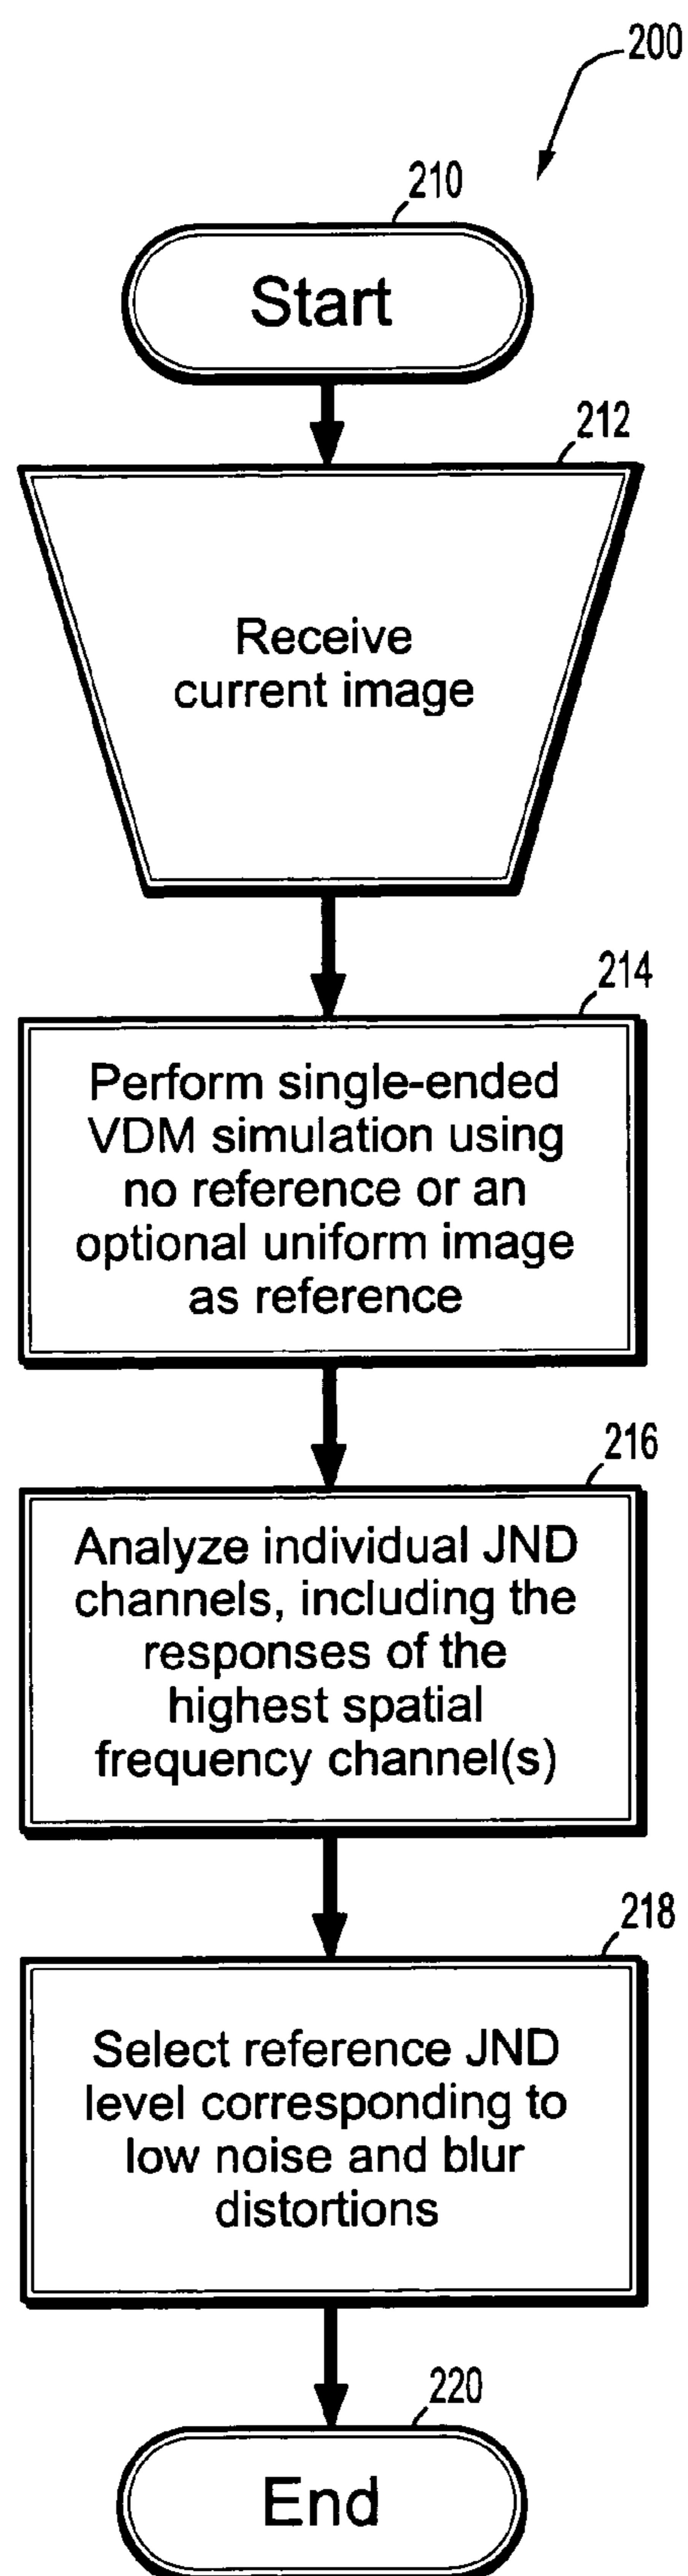 200
210
Start
212
Receive
current image
214
Perform single-ended
VDM simulation using
no reference or an
optional uniform image
as reference
216
Analyze individual JND
channels, including the
responses of the
highest spatial
frequency channel(s)
218
Select reference JND
level corresponding to
low noise and blur
distortions
220
End